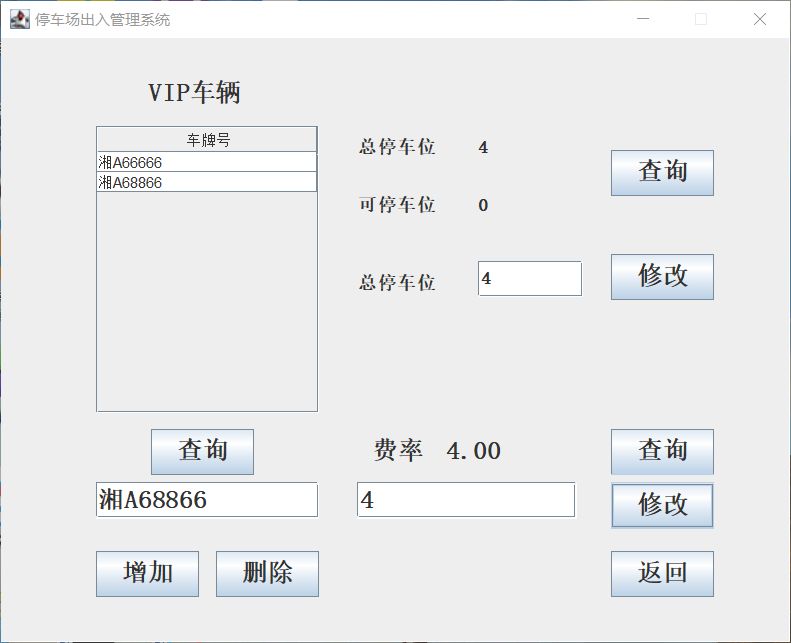 停车场出入管理系统
VIP车辆
车牌号
湘A66666
湘A68866
总停车位 4
查询
可停车位 0
总停车位 4
修改
查询
费率 4.00
查询
湘A68866
4
修改
增加
删除
返回